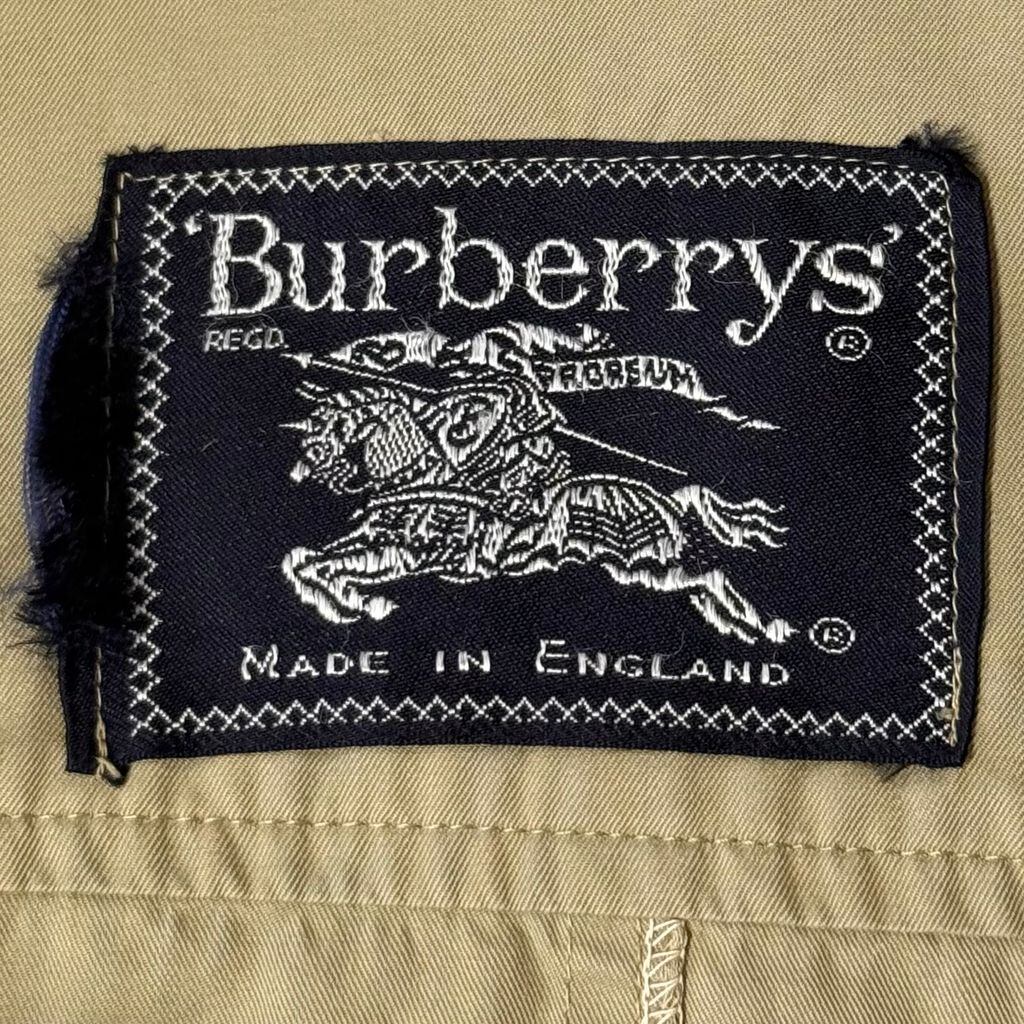 'Burberrys'
REGD
®
PRORSUM
®
MADE IN ENGLAND